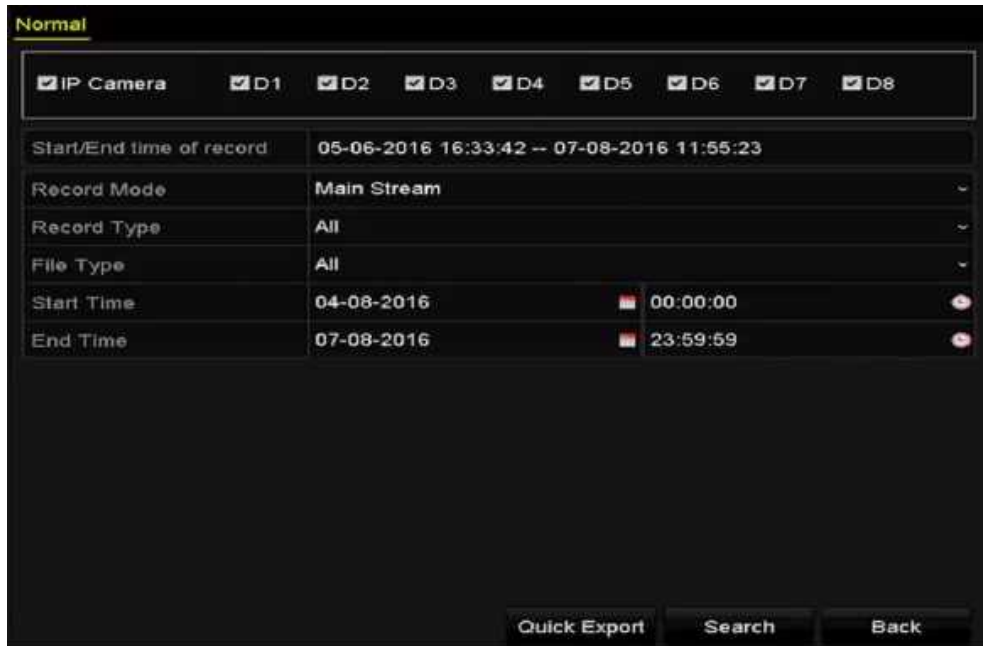 Normal
IP Camera D1 D2 D3 D4 D5 D6 D7 D8
Start/End time of record 05-06-2016 16:33:42 -- 07-08-2016 11:55:23
Record Mode Main Stream
Record Type All
File Type All
Start Time 04-08-2016 00:00:00
End Time 07-08-2016 23:59:59
Quick Export Search Back